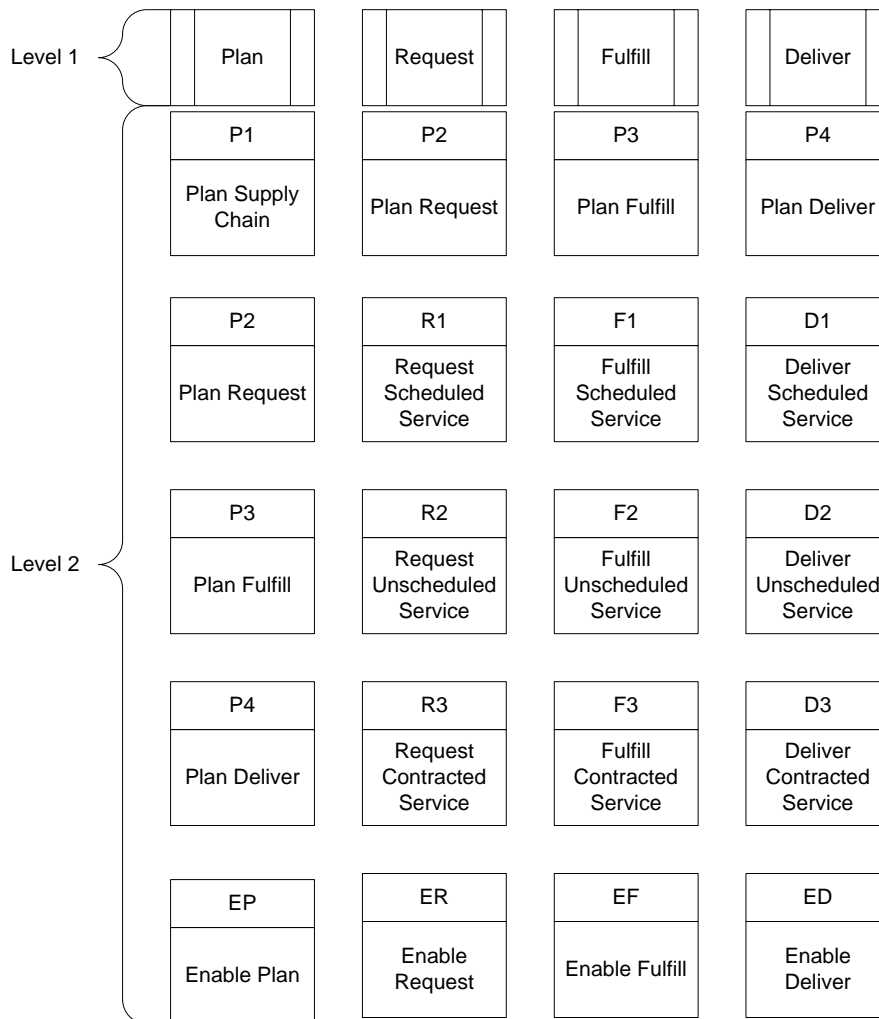 Level 1
Plan
Request
Fulfill
Deliver
P1
P2
P3
P4
Plan Supply
Chain
Plan Request
Plan Fulfill
Plan Deliver
P2
R1
F1
D1
Plan Request
Request
Scheduled
Service
Fulfill
Scheduled
Service
Deliver
Scheduled
Service
Level 2
P3
R2
F2
D2
Plan Fulfill
Request
Unscheduled
Service
Fulfill
Unscheduled
Service
Deliver
Unscheduled
Service
P4
R3
F3
D3
Plan Deliver
Request
Contracted
Service
Fulfill
Contracted
Service
Deliver
Contracted
Service
EP
ER
EF
ED
Enable Plan
Enable
Request
Enable Fulfill
Enable
Deliver